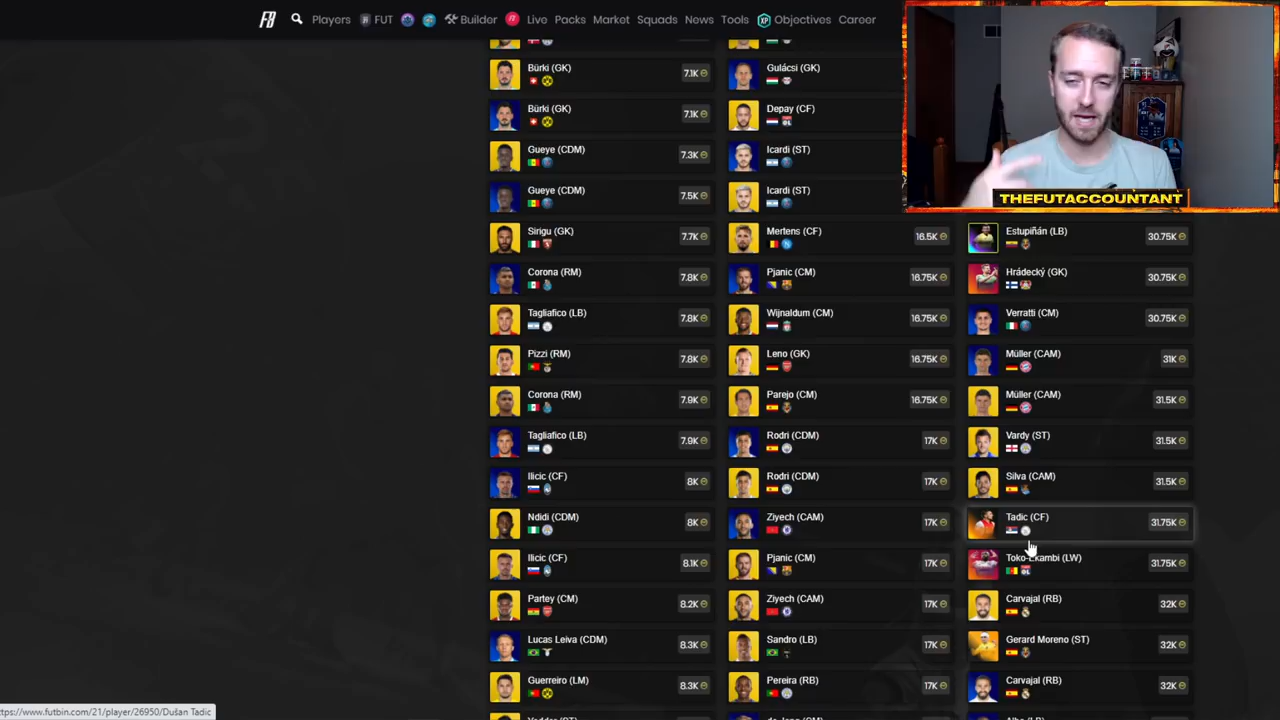 FB
Players
FUT
Builder
Live
Packs
Market
Squads
News
Tools
XP
Objectives
Career
THEFUTACCOUNTANT
Bürki (GK)
7.1K
Bürki (GK)
7.1K
Gueye (CDM)
7.3K
Gueye (CDM)
7.5K
Sirigu (GK)
7.7K
Corona (RM)
7.8K
Tagliafico (LB)
7.8K
Pizzi (RM)
7.8K
Corona (RM)
7.9K
Tagliafico (LB)
7.9K
Ilicic (CF)
8K
Ndidi (CDM)
8K
Ilicic (CF)
8.1K
Partey (CM)
8.2K
Lucas Leiva (CDM)
8.3K
Guerreiro (LM)
8.3K
Gulácsi (GK)
Depay (CF)
Icardi (ST)
Icardi (ST)
Mertens (CF)
16.5K
Pjanic (CM)
16.75K
Wijnaldum (CM)
16.75K
Leno (GK)
16.75K
Parejo (CM)
16.75K
Rodri (CDM)
17K
Rodri (CDM)
17K
Ziyech (CAM)
17K
Pjanic (CM)
17K
Ziyech (CAM)
17K
Sandro (LB)
17K
Pereira (RB)
17K
Estupiñán (LB)
30.75K
Hrádecký (GK)
30.75K
Verratti (CM)
30.75K
Müller (CAM)
31K
Müller (CAM)
31.5K
Vardy (ST)
31.5K
Silva (CAM)
31.5K
Tadic (CF)
31.75K
Toko-Ekambi (LW)
31.75K
Carvajal (RB)
32K
Gerard Moreno (ST)
32K
Carvajal (RB)
32K
ttps://www.futbin.com/21/player/26950/Dušan Tadic